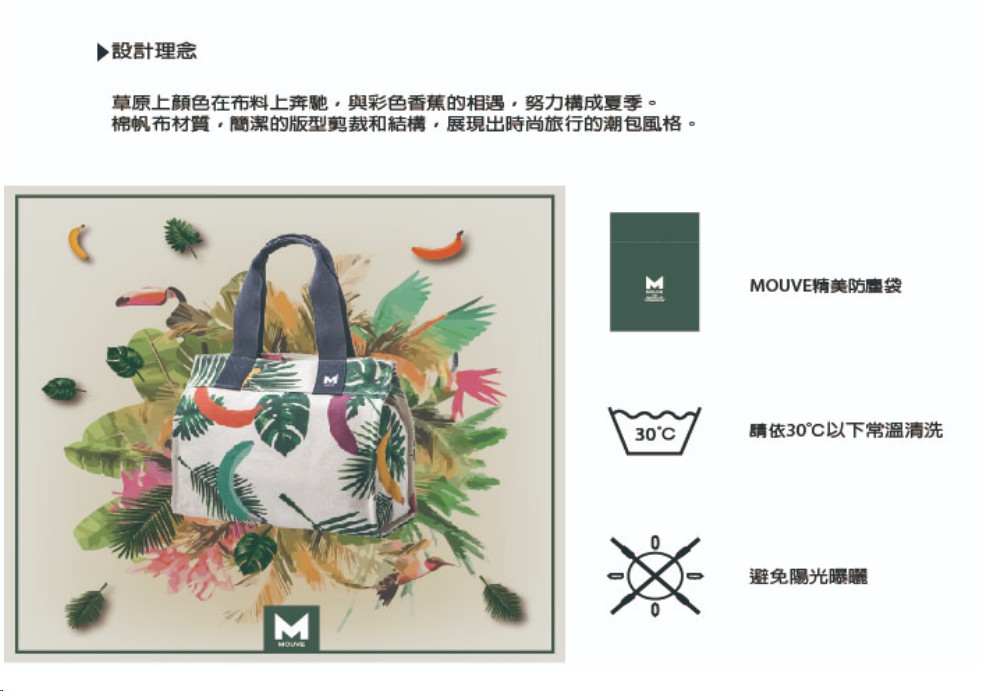 設計理念
草原上顏色在布料上奔馳，與彩色香蕉的相遇，努力構成夏季。
棉帆布材質，簡潔的版型剪裁和結構，展現出時尚旅行的潮包風格。
M
MOUVE
MOUVE精美防塵袋
M
30°C
請依30℃以下常溫清洗
避免陽光曝曬
M
MOUVE